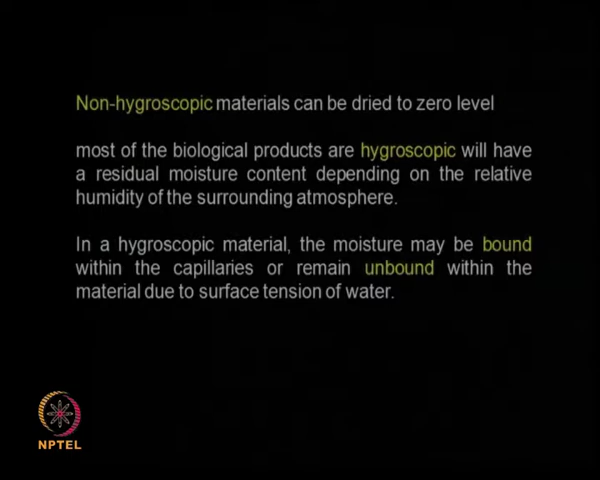 Non-hygroscopic materials can be dried to zero level
most of the biological products are hygroscopic will have
a residual moisture content depending on the relative
humidity of the surrounding atmosphere.
In a hygroscopic material, the moisture may be bound
within the capillaries or remain unbound within the
material due to surface tension of water.
NPTEL